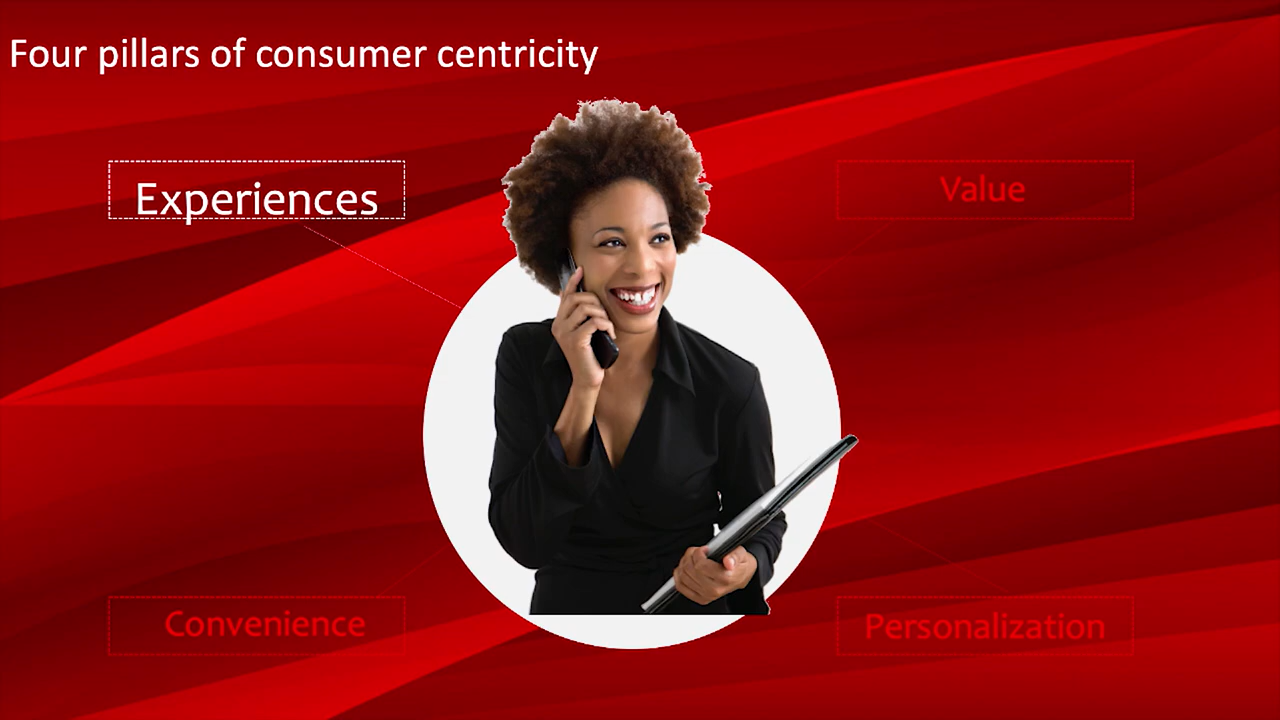 Four pillars of consumer centricity
Experiences
Value
Convenience
Personalization